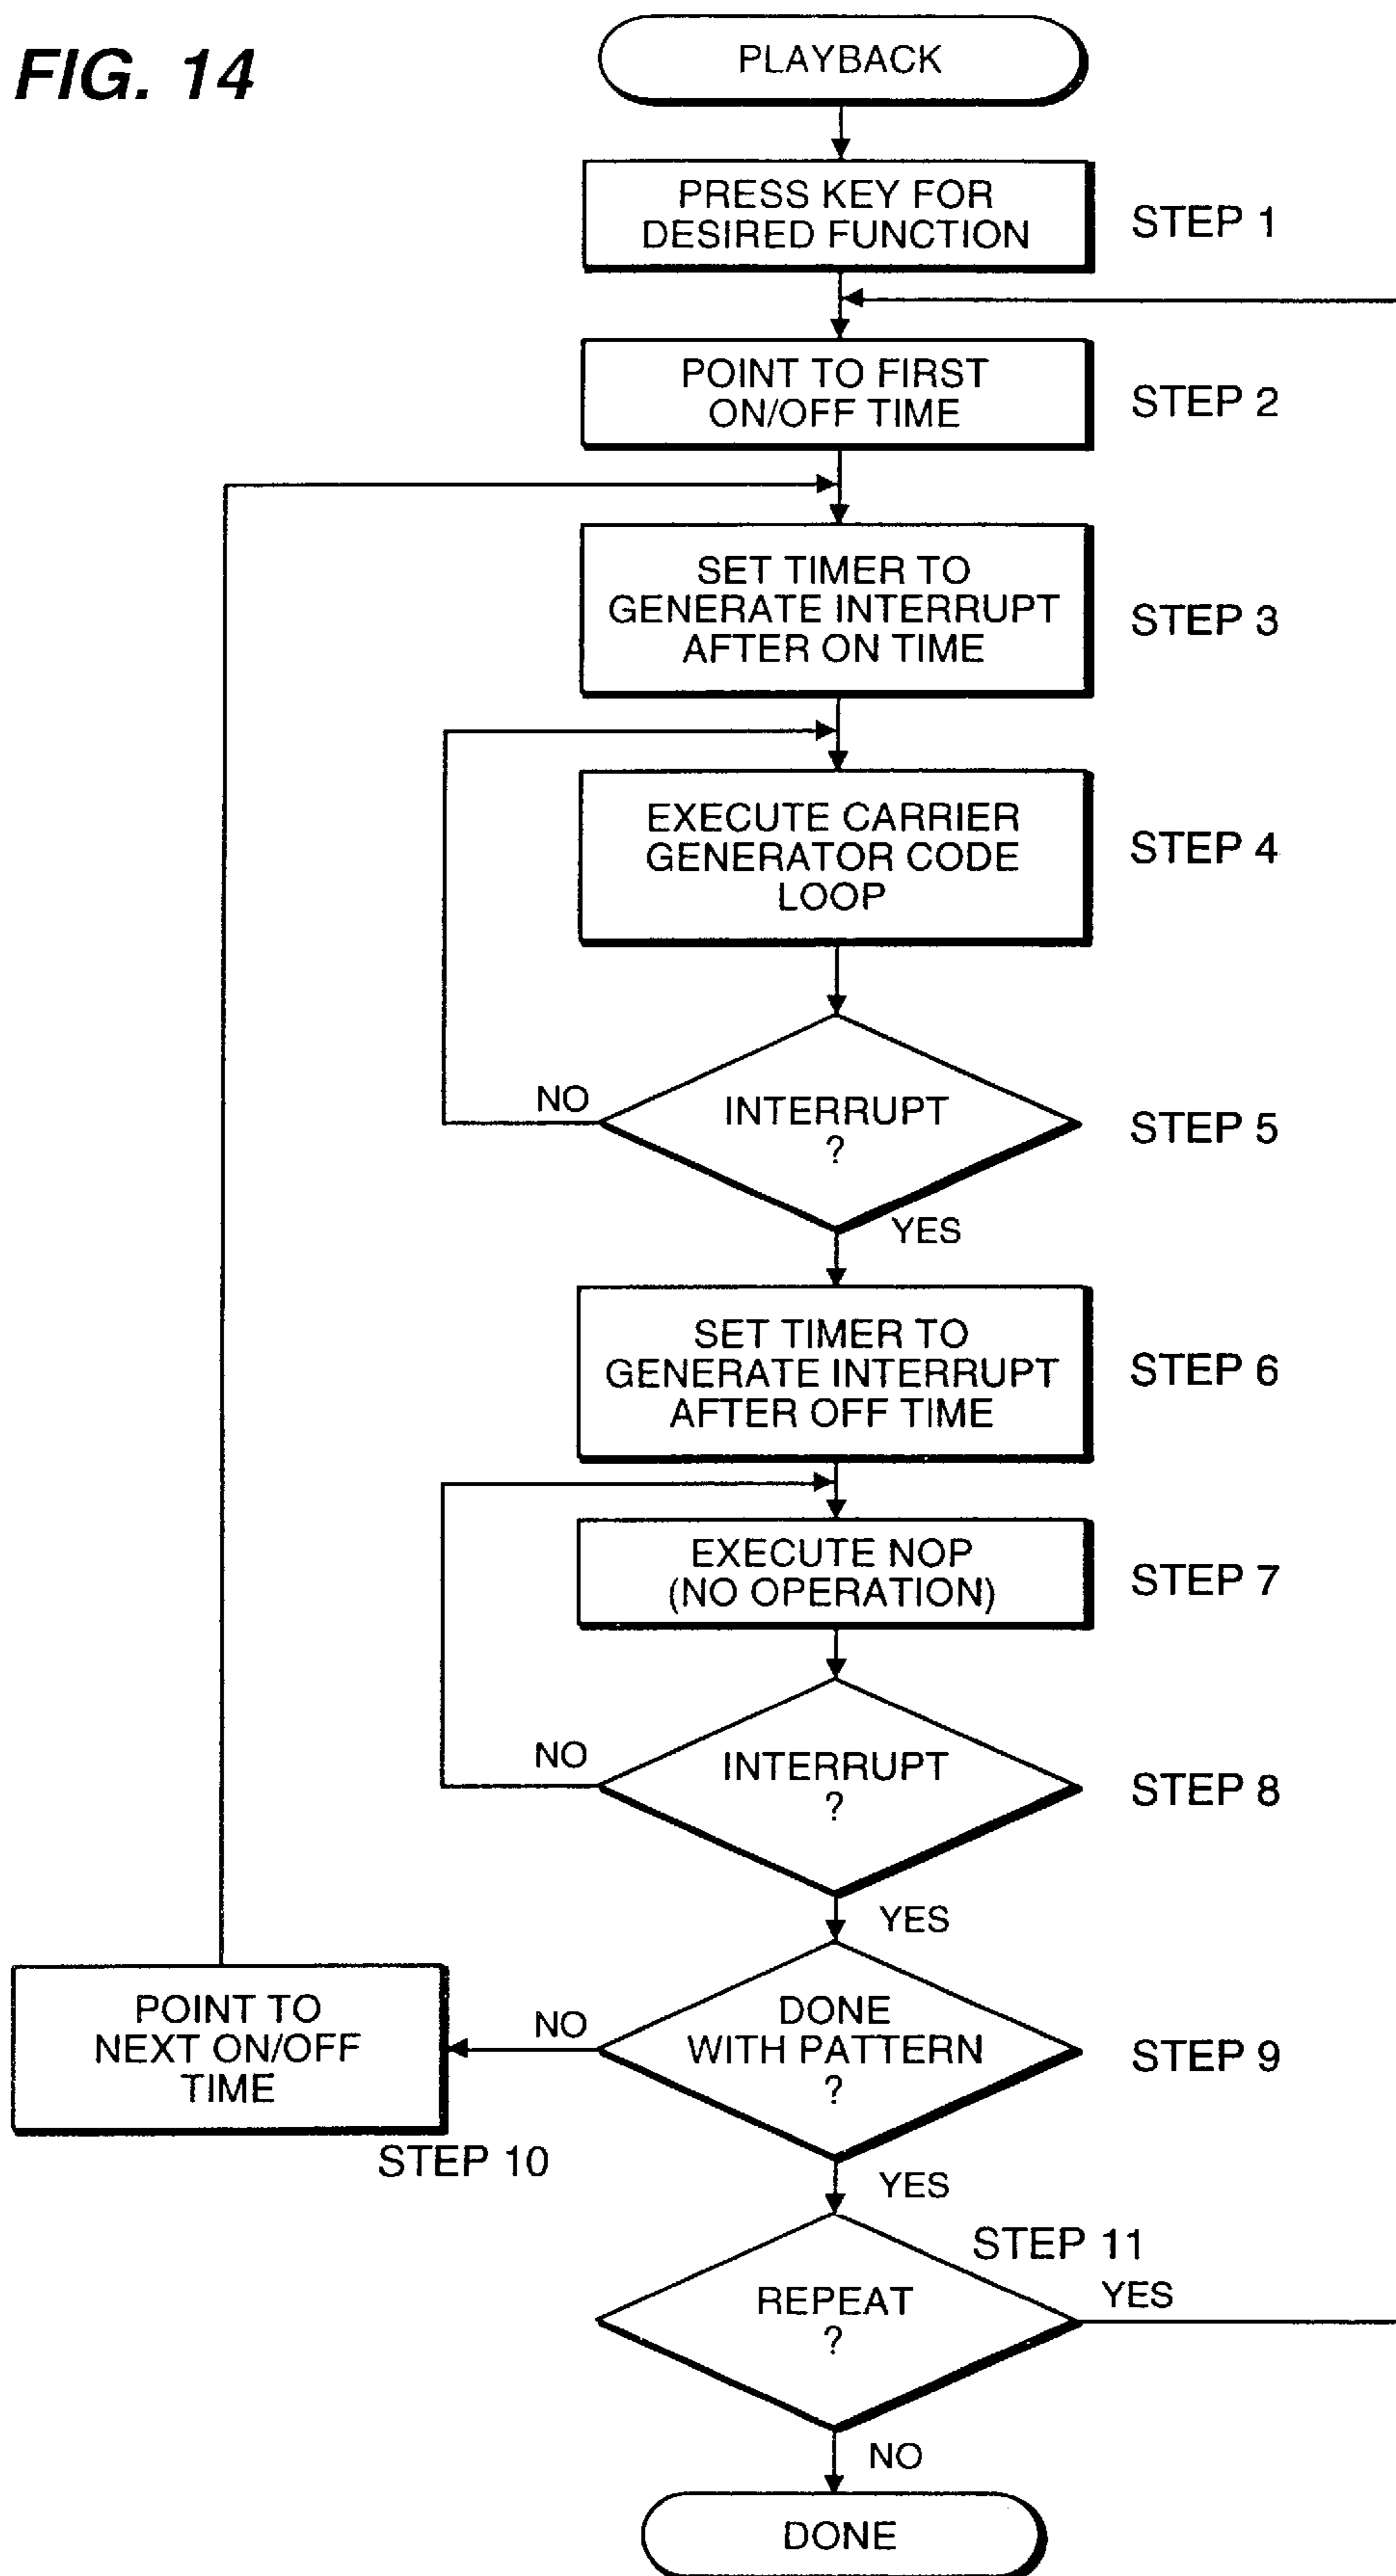 FIG. 14
PLAYBACK
PRESS KEY FOR
DESIRED FUNCTION
STEP 1
POINT TO FIRST
ON/OFF TIME
STEP 2
SET TIMER TO
GENERATE INTERRUPT
AFTER ON TIME
STEP 3
EXECUTE CARRIER
GENERATOR CODE
LOOP
STEP 4
NO
INTERRUPT
?
STEP 5
YES
SET TIMER TO
GENERATE INTERRUPT
AFTER OFF TIME
STEP 6
EXECUTE NOP
(NO OPERATION)
STEP 7
NO
INTERRUPT
?
STEP 8
YES
POINT TO
NEXT ON/OFF
TIME
STEP 10
NO
DONE
WITH PATTERN
?
STEP 9
YES
STEP 11
REPEAT
?
YES
NO
DONE